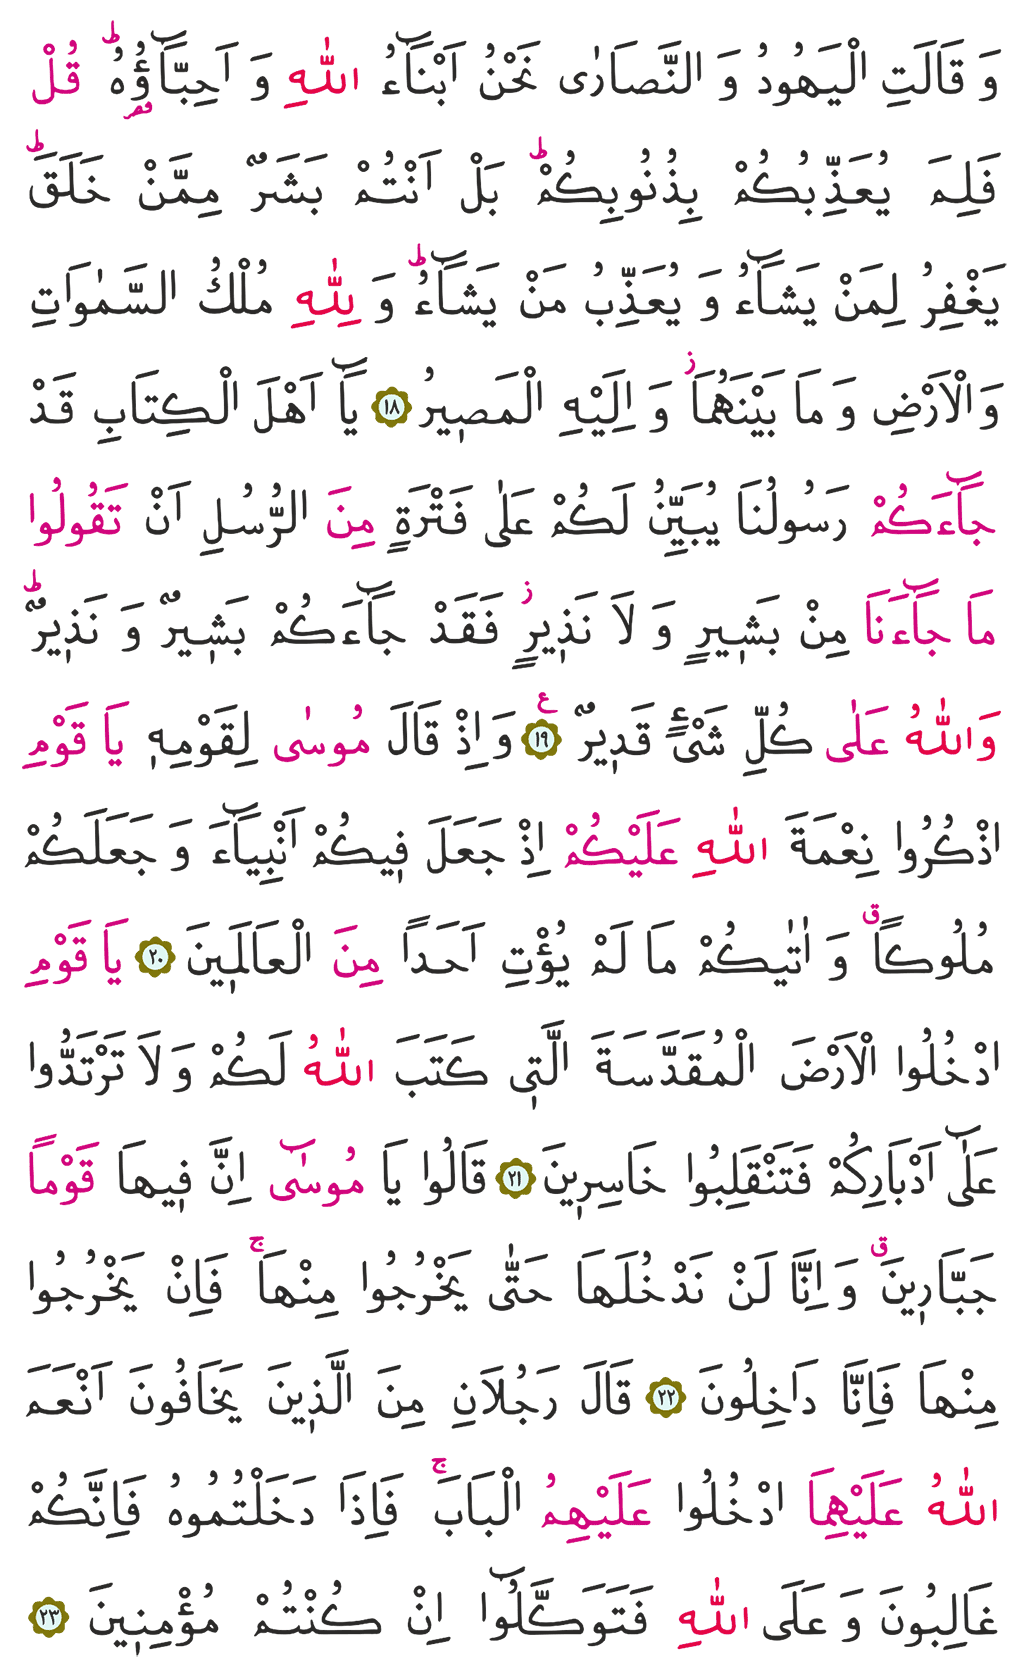 وَ قَالَتِ الْيَهُودُ وَ النَّصَارٰى نَحْنُ اَبْنَٓاءُ اللّٰهِ وَ اَحِبَّٓاؤُ۬هُۜ قُلْ
فَلِمَ يُعَذِّبُكُمْ بِذُنُوبِكُمْۜ بَلْ اَنْتُمْ بَشَرٌ مِمَّنْ خَلَقَۜ
يَغْفِرُ لِمَنْ يَشَٓاءُ وَ يُعَذِّبُ مَنْ يَشَٓاءُۜ وَ لِلّٰهِ مُلْكُ السَّمٰوَاتِ
وَالْاَرْضِ وَ مَا بَيْنَهُمَاۘ وَ اِلَيْهِ الْمَص۪يرُ ﴿١٨﴾ يَٓا اَهْلَ الْكِتَابِ قَدْ
جَٓاءَكُمْ رَسُولُنَا يُبَيِّنُ لَكُمْ عَلٰى فَتْرَةٍ مِنَ الرُّسُلِ اَنْ تَقُولُوا
مَا جَٓاءَنَا مِنْ بَش۪يرٍ وَ لَا نَذ۪يرٍۘ فَقَدْ جَٓاءَكُمْ بَش۪يرٌ وَ نَذ۪يرٌۜ
وَاللّٰهُ عَلٰى كُلِّ شَيْءٍ قَد۪يرٌ۟ ﴿١٩﴾ وَ اِذْ قَالَ مُوسٰى لِقَوْمِه۪ يَا قَوْمِ
اذْكُرُوا نِعْمَةَ اللّٰهِ عَلَيْكُمْ اِذْ جَعَلَ ف۪يكُمْ اَنْبِيَٓاءَ وَ جَعَلَكُمْ
مُلُوكًاۗ وَ اٰتٰيكُمْ مَا لَمْ يُؤْتِ اَحَدًا مِنَ الْعَالَم۪ينَ ﴿٢٠﴾ يَا قَوْمِ
ادْخُلُوا الْاَرْضَ الْمُقَدَّسَةَ الَّت۪ي كَتَبَ اللّٰهُ لَكُمْ وَ لَا تَرْتَدُّوا
عَلٰٓى اَدْبَارِكُمْ فَتَنْقَلِبُوا خَاسِر۪ينَ ﴿٢١﴾ قَالُوا يَا مُوسٰٓى اِنَّ ف۪يهَا قَوْمًا
جَبَّار۪ينَۗ وَ اِنَّا لَنْ نَدْخُلَهَا حَتّٰى يَخْرُجُوا مِنْهَاۚ فَاِنْ يَخْرُجُوا
مِنْهَا فَاِنَّا دَاخِلُونَ ﴿٢٢﴾ قَالَ رَجُلَانِ مِنَ الَّذ۪ينَ يَخَافُونَ اَنْعَمَ
اللّٰهُ عَلَيْهِمَا ادْخُلُوا عَلَيْهِمُ الْبَابَۚ فَاِذَا دَخَلْتُمُوهُ فَاِنَّكُمْ
غَالِبُونَ وَ عَلَى اللّٰهِ فَتَوَكَّلُٓوا اِنْ كُنْتُمْ مُؤْمِن۪ينَ ﴿٢٣﴾